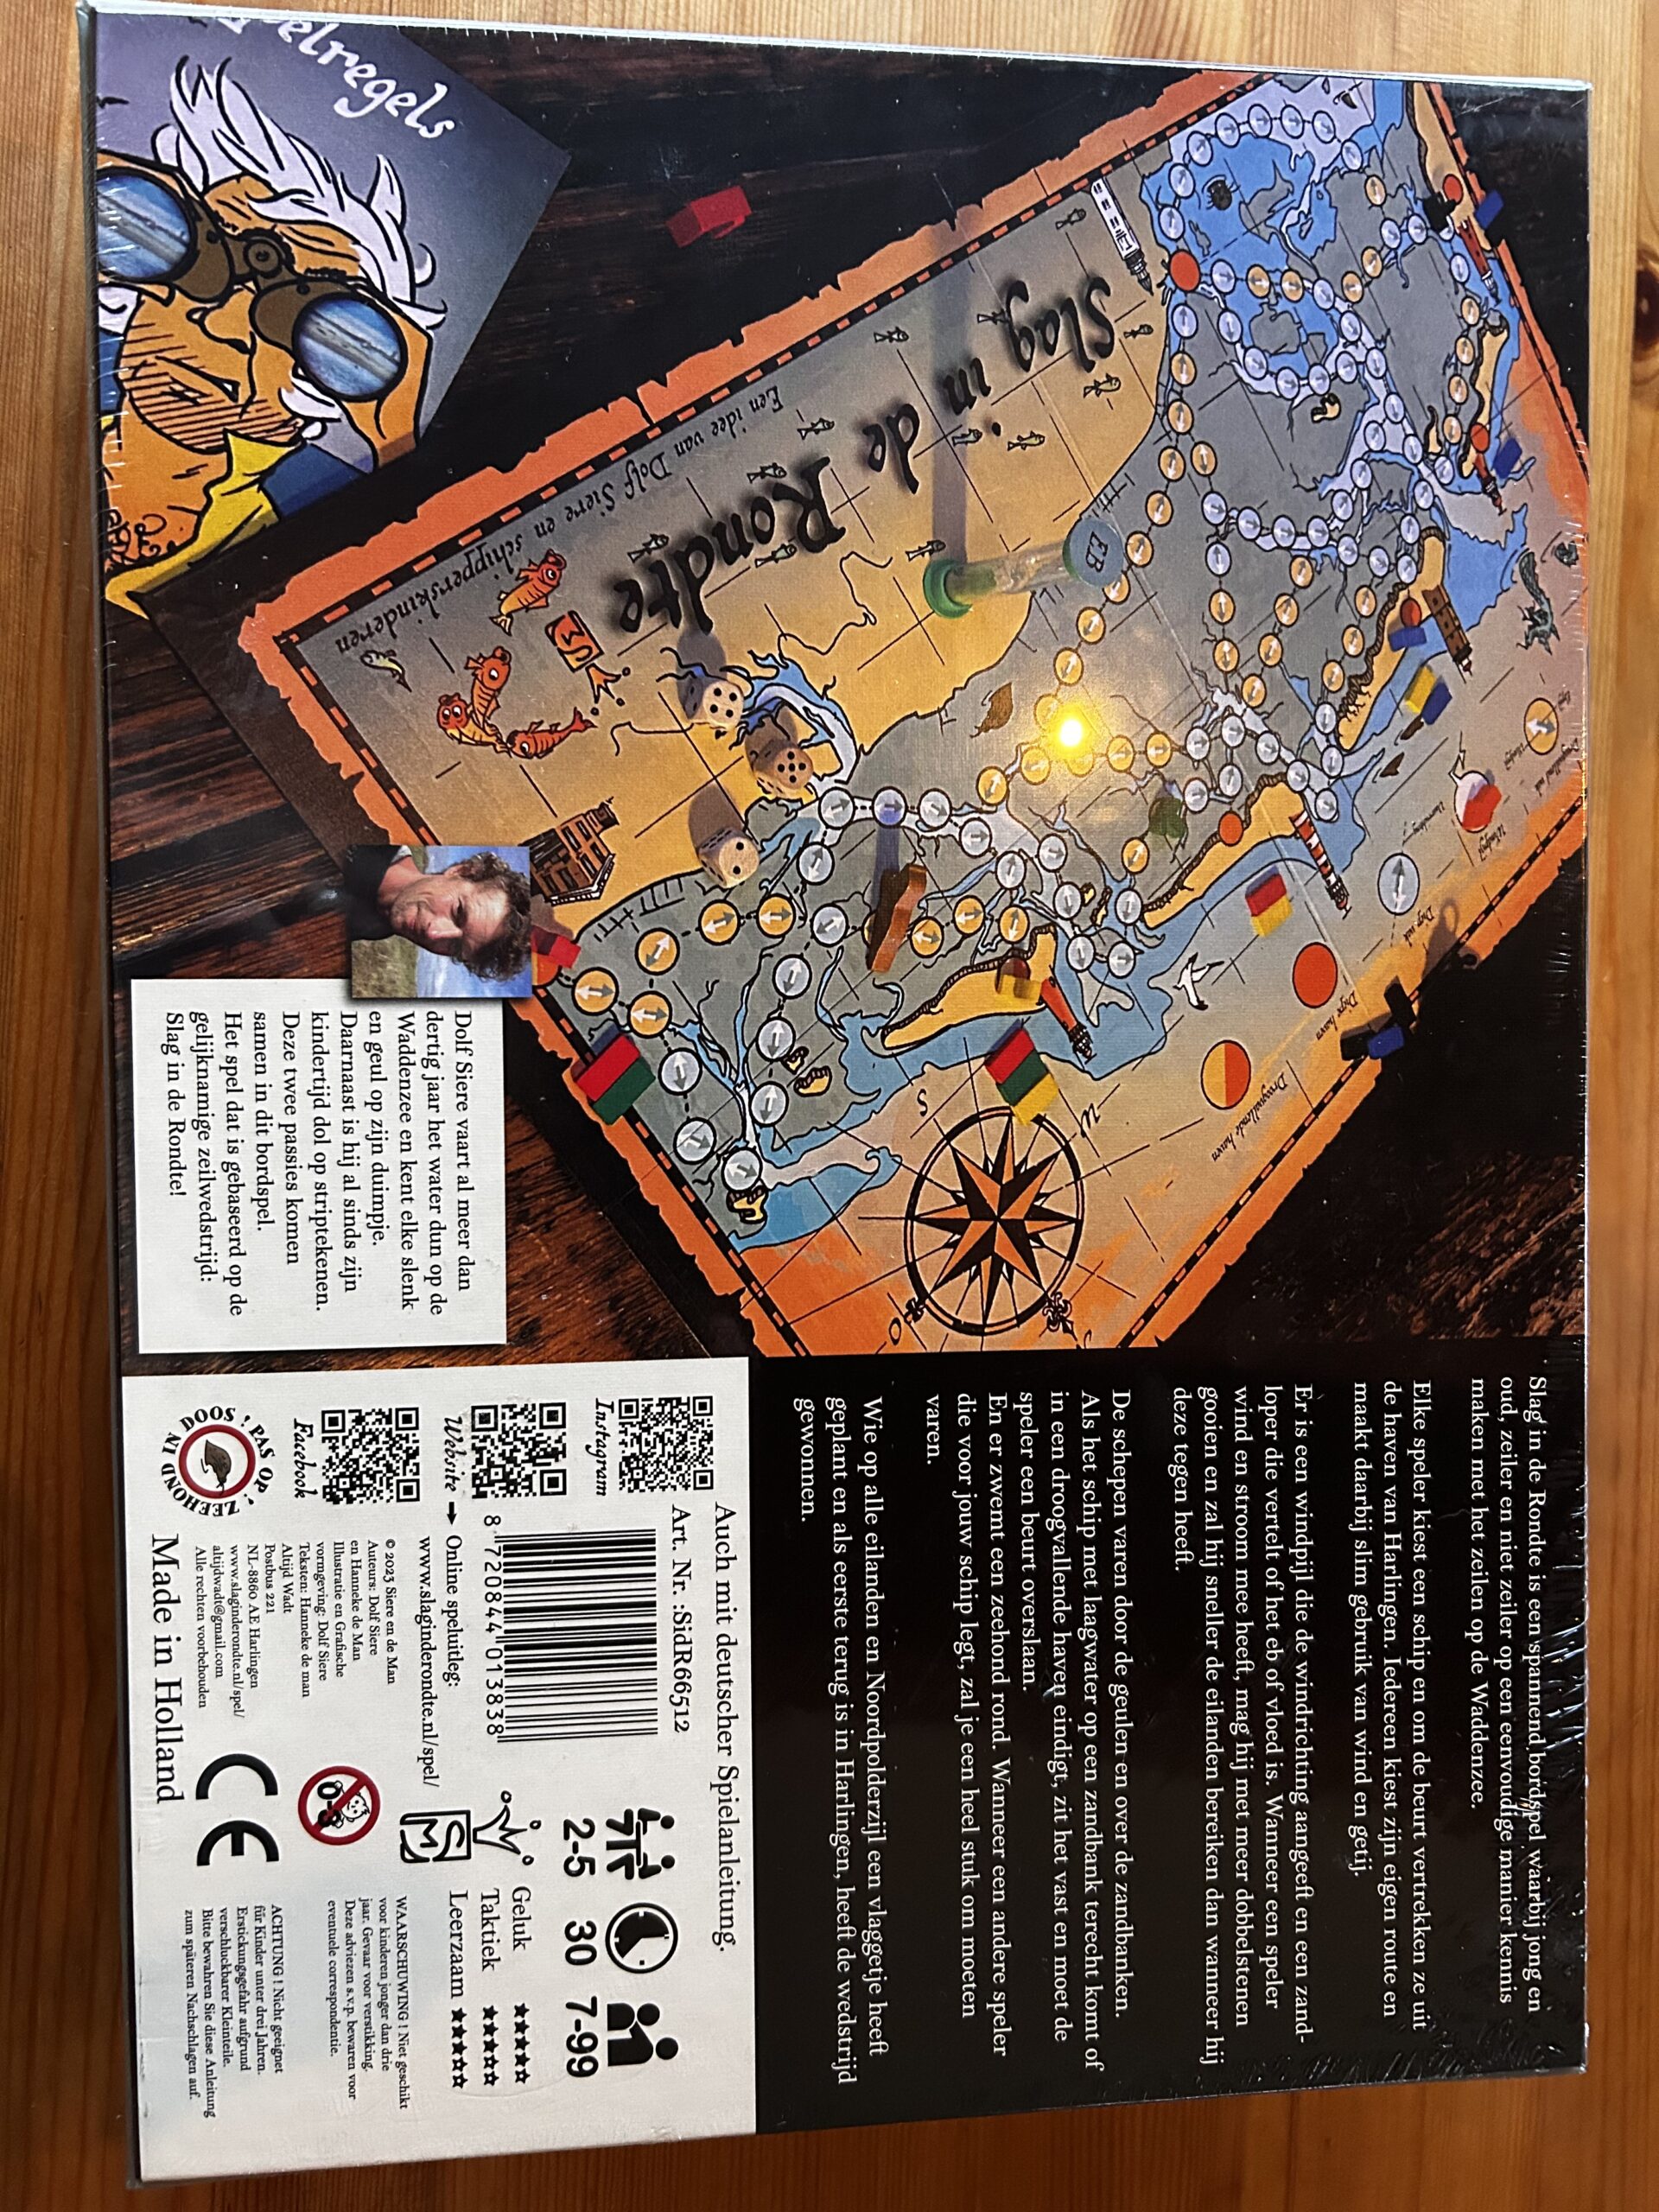 Slag in de Rondte is een spannend bordspel waarbij jong en
oud, zeiler en niet zeiler op een eenvoudige manier kennis
maken met het zeilen op de Waddenzee.
Elke speler kiest een schip en om de beurt vertrekken ze uit
de haven van Harlingen. Iedereen kiest zijn eigen route en
maakt daarbij slim gebruik van wind en getij.
Er is een windpijl die de windrichting aangeeft en een zand-
loper die vertelt of het eb of vloed is. Wanneer een speler
wind en stroom mee heeft, mag hij met meer dobbelstenen
gooien en zal hij sneller de eilanden bereiken dan wanneer hij
deze tegen heeft.
De schepen varen door de geulen en over de zandbanken.
Als het schip met laagwater op een zandbank terecht komt of
in een droogvallende haven eindigt, zit het vast en moet de
speler een beurt overslaan.
En er zwemt een zeehond rond. Wanneer een andere speler
die voor jouw schip legt, zal je een heel stuk om moeten
varen.
Wie op alle eilanden en Noordpolderzijl een vlaggetje heeft
geplant en als eerste terug is in Harlingen, heeft de wedstrijd
gewonnen.
elregels
Slag in de Rondte
Een idee van Dolf Siere en schipperskinderen
EB
Diep vak
Diepe haven
Droogvallende haven
W
S
O
Dolf Siere vaart al meer dan
dertig jaar het water dun op de
Waddenzee en kent elke slenk
en geul op zijn duimpje.
Daarnaast is hij al sinds zijn
kindertijd dol op striptekenen.
Deze twee passies komen
samen in dit bordspel.
Het spel dat is gebaseerd op de
gelijknamige zeilwedstrijd:
Slag in de Rondte!
Auch mit deutscher Spielanleitung.
Art. Nr. :SidR66512
Instagram
8 720844 013838
Website → Online speluitleg:
www.slaginderondte.nl/spel/
Facebook
PAS OP! ZEEHOND IN DOOS!
© 2023 Siere en de Man
Auteurs: Dolf Siere
en Hanneke de Man
Illustratie en Grafische
vormgeving: Dolf Siere
Teksten: Hanneke de man
Altijd Wadt
Postbus 221
NL-8860 AE Harlingen
www.slaginderondte.nl/spel/
altijdwadt@gmail.com
Alle rechten voorbehouden
Made in Holland
2-5 30 7-99
Geluk ★★★★☆
Taktiek ★★★★☆
Leerzaam ★★★★☆
SM
0-3
CE
WAARSCHUWING ! Niet geschikt
voor kinderen jonger dan drie
jaar. Gevaar voor verstikking.
Deze adviezen s.v.p. bewaren voor
eventuele correspondentie.
ACHTUNG ! Nicht geeignet
für Kinder unter drei Jahren.
Erstickungsgefahr aufgrund
verschluckbarer Kleinteile.
Bitte bewahren Sie diese Anleitung
zum späteren Nachschlagen auf.